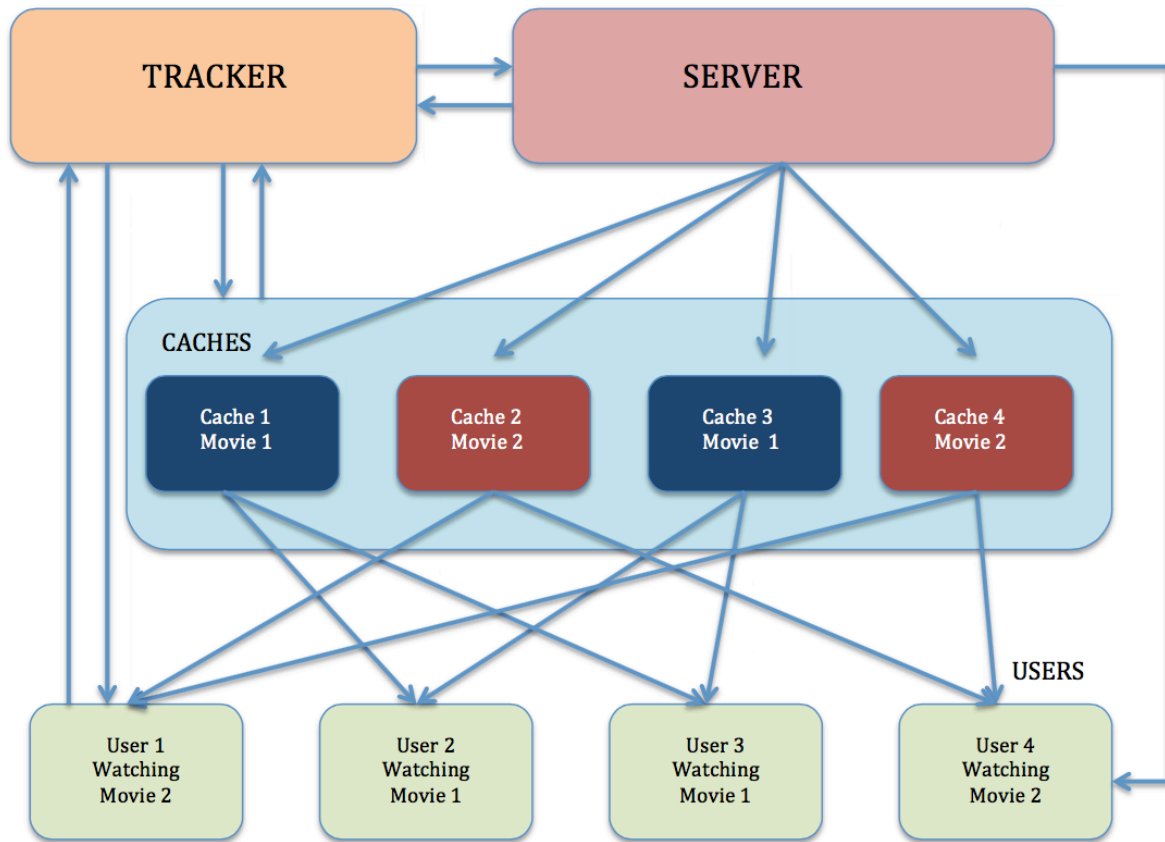 TRACKER
SERVER
CACHES
Cache 1
Movie 1
Cache 2
Movie 2
Cache 3
Movie 1
Cache 4
Movie 2
USERS
User 1
Watching
Movie 2
User 2
Watching
Movie 1
User 3
Watching
Movie 1
User 4
Watching
Movie 2